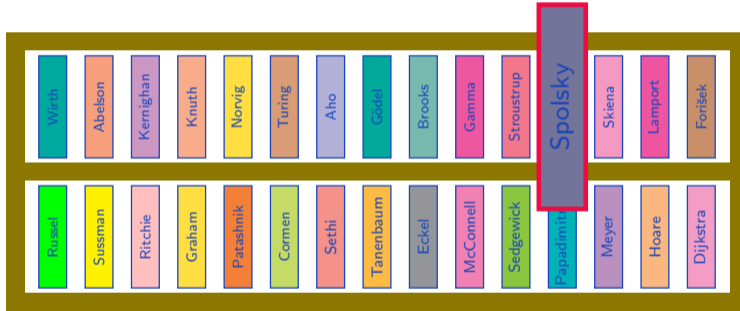 Wirth
Abelson
Kernighan
Knuth
Norvig
Turing
Aho
Gödel
Brooks
Gamma
Stroustrup
Spolsky
Skiena
Lamport
Forišek
Russel
Sussman
Ritchie
Graham
Patashnik
Cormen
Sethi
Tanenbaum
Eckel
McConnell
Sedgewick
Papadimitr
Meyer
Hoare
Dijkstra